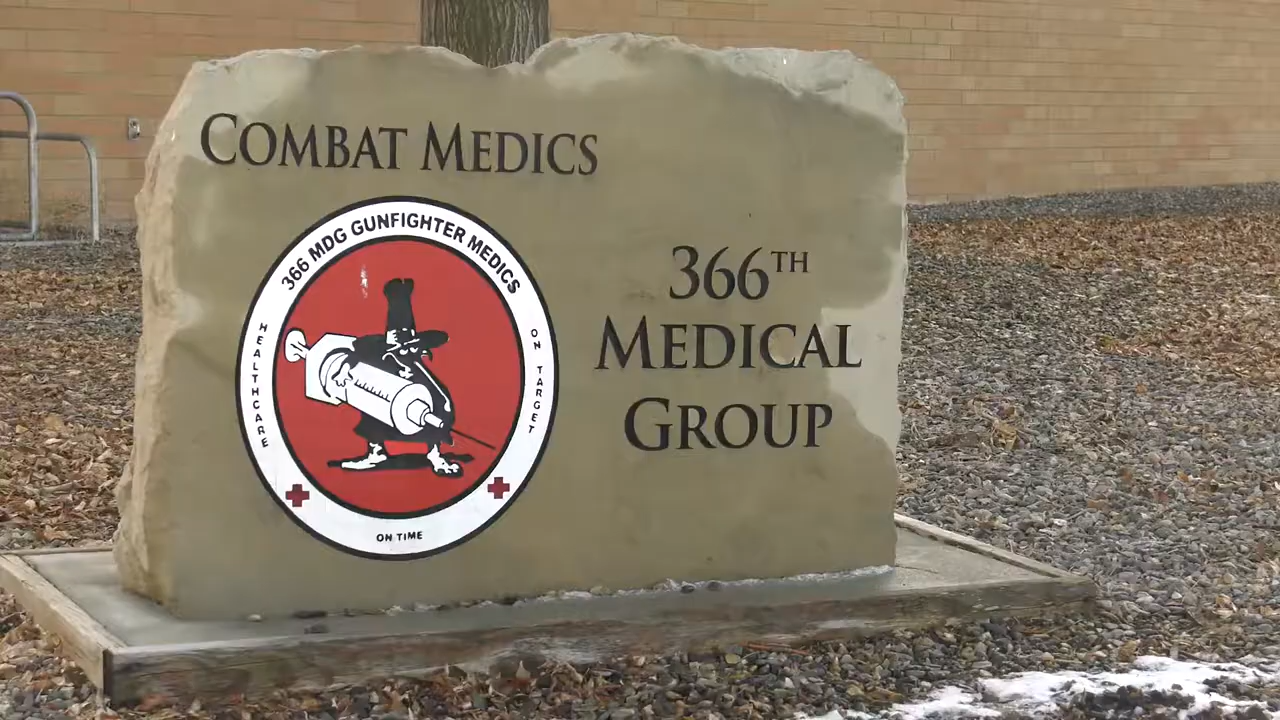 COMBAT MEDICS
366 MDG GUNFIGHTER MEDICS
HEALTHCARE
ON TARGET
ON TIME
366TH
MEDICAL
GROUP